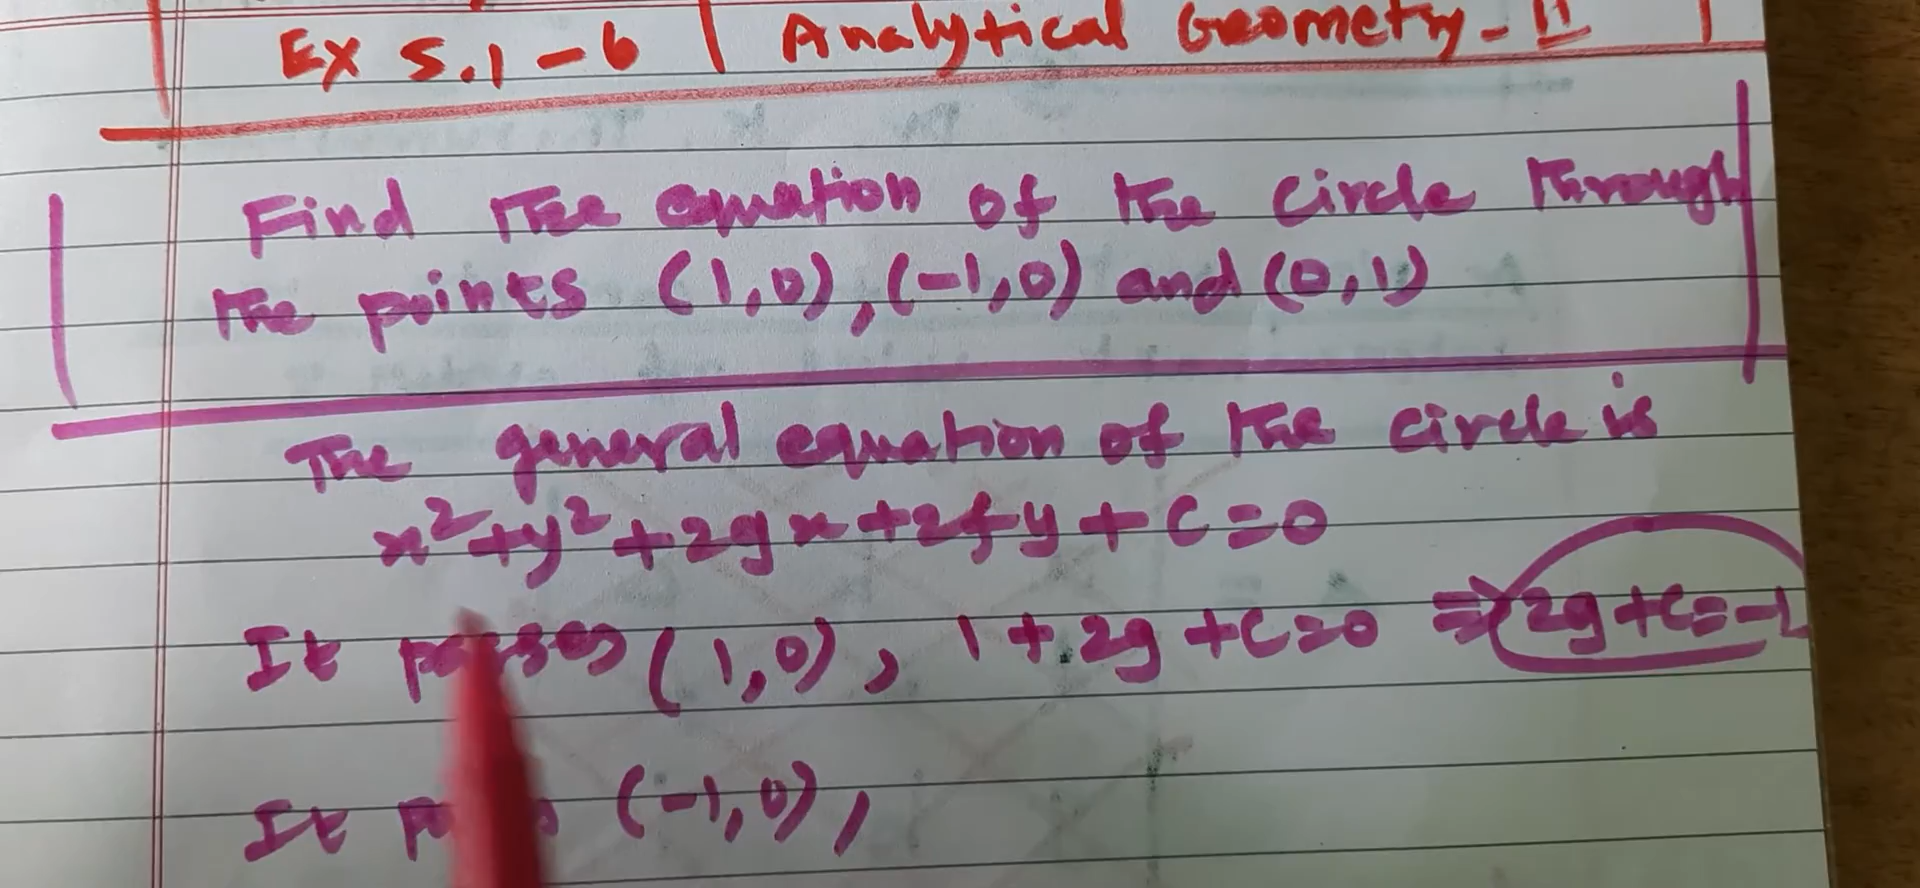 Ex 5.1-6 | Analytical Geometry-II
Find the equation of the circle through
the points (1,0),(-1,0) and (0,1)
The general equation of the circle is
x²+y²+2gx+2fy+c=0
It passes (1,0), 1+2g+c=0 ⇒ 2g+c=-1
It (-1,0),